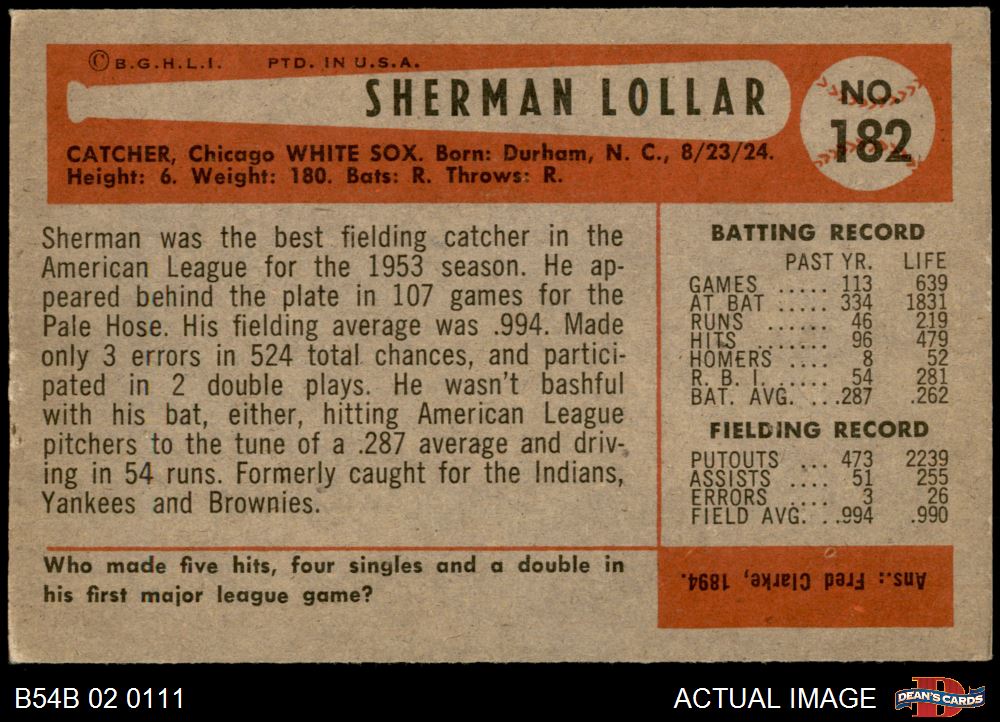 ©B.G.H.L.I. PTD. IN U.S.A.
SHERMAN LOLLAR
NO.
182
CATCHER, Chicago WHITE SOX. Born: Durham, N. C., 8/23/24.
Height: 6. Weight: 180. Bats: R. Throws: R.
Sherman was the best fielding catcher in the
American League for the 1953 season. He ap-
peared behind the plate in 107 games for the
Pale Hose. His fielding average was .994. Made
only 3 errors in 524 total chances, and partici-
pated in 2 double plays. He wasn't bashful
with his bat, either, hitting American League
pitchers to the tune of a .287 average and driv-
ing in 54 runs. Formerly caught for the Indians,
Yankees and Brownies.
BATTING RECORD
PAST YR. LIFE
GAMES ..... 113 639
AT BAT ..... 334 1831
RUNS ...... 46 219
HITS ....... 96 479
HOMERS ... 8 52
R. B. I. .... 54 281
BAT. AVG. ...287 .262
FIELDING RECORD
PUTOUTS ... 473 2239
ASSISTS .... 51 255
ERRORS .... 3 26
FIELD AVG. ..994 .990
Who made five hits, four singles and a double in
his first major league game?
Ans.: Fred Clarke, 1894.
B54B 02 0111
ACTUAL IMAGE
DEAN'S CARDS